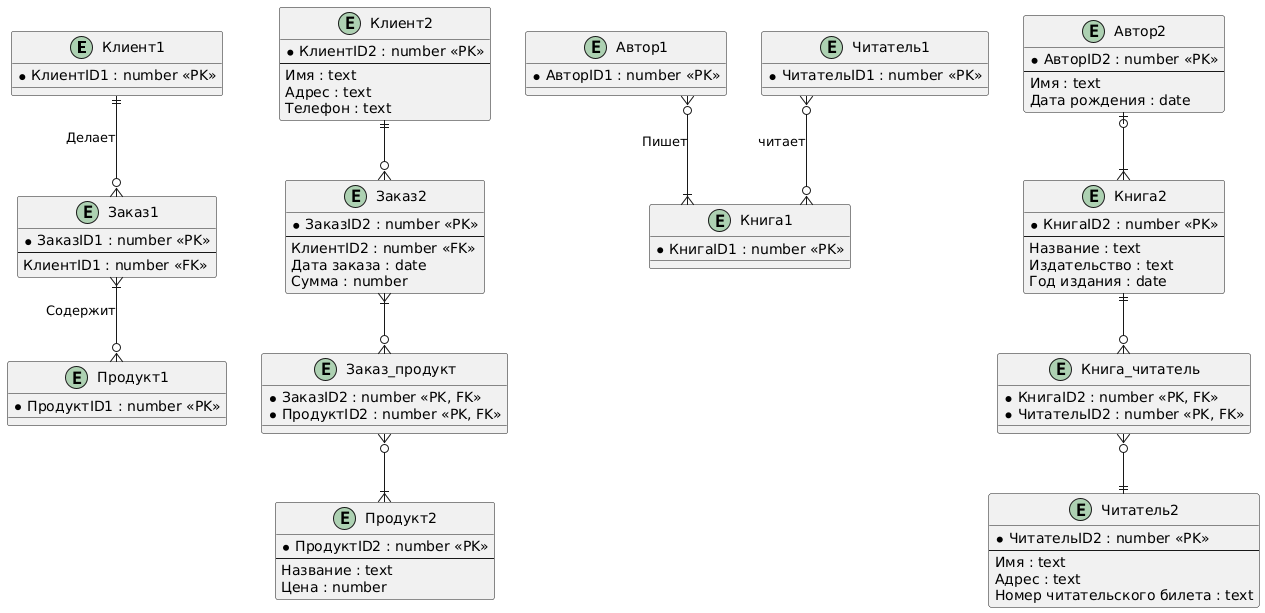 E Клиент1
* КлиентID1 : number «PK»
Делает
E Заказ1
* ЗаказID1 : number «PK»
КлиентID1 : number «FK»
Содержит
E Продукт1
* ПродуктID1 : number «PK»
E Клиент2
* КлиентID2 : number «PK»
Имя : text
Адрес : text
Телефон : text
E Заказ2
* ЗаказID2 : number «PK»
КлиентID2 : number «FK»
Дата заказа : date
Сумма : number
E Заказ_продукт
* ЗаказID2 : number «PK, FK»
* ПродуктID2 : number «PK, FK»
E Продукт2
* ПродуктID2 : number «PK»
Название : text
Цена : number
E Автор1
* АвторID1 : number «PK»
Пишет
E Читатель1
* ЧитательID1 : number «PK»
читает
E Книга1
* КнигаID1 : number «PK»
E Автор2
* АвторID2 : number «PK»
Имя : text
Дата рождения : date
E Книга2
* КнигаID2 : number «PK»
Название : text
Издательство : text
Год издания : date
E Книга_читатель
* КнигаID2 : number «PK, FK»
* ЧитательID2 : number «PK, FK»
E Читатель2
* ЧитательID2 : number «PK»
Имя : text
Адрес : text
Номер читательского билета : text